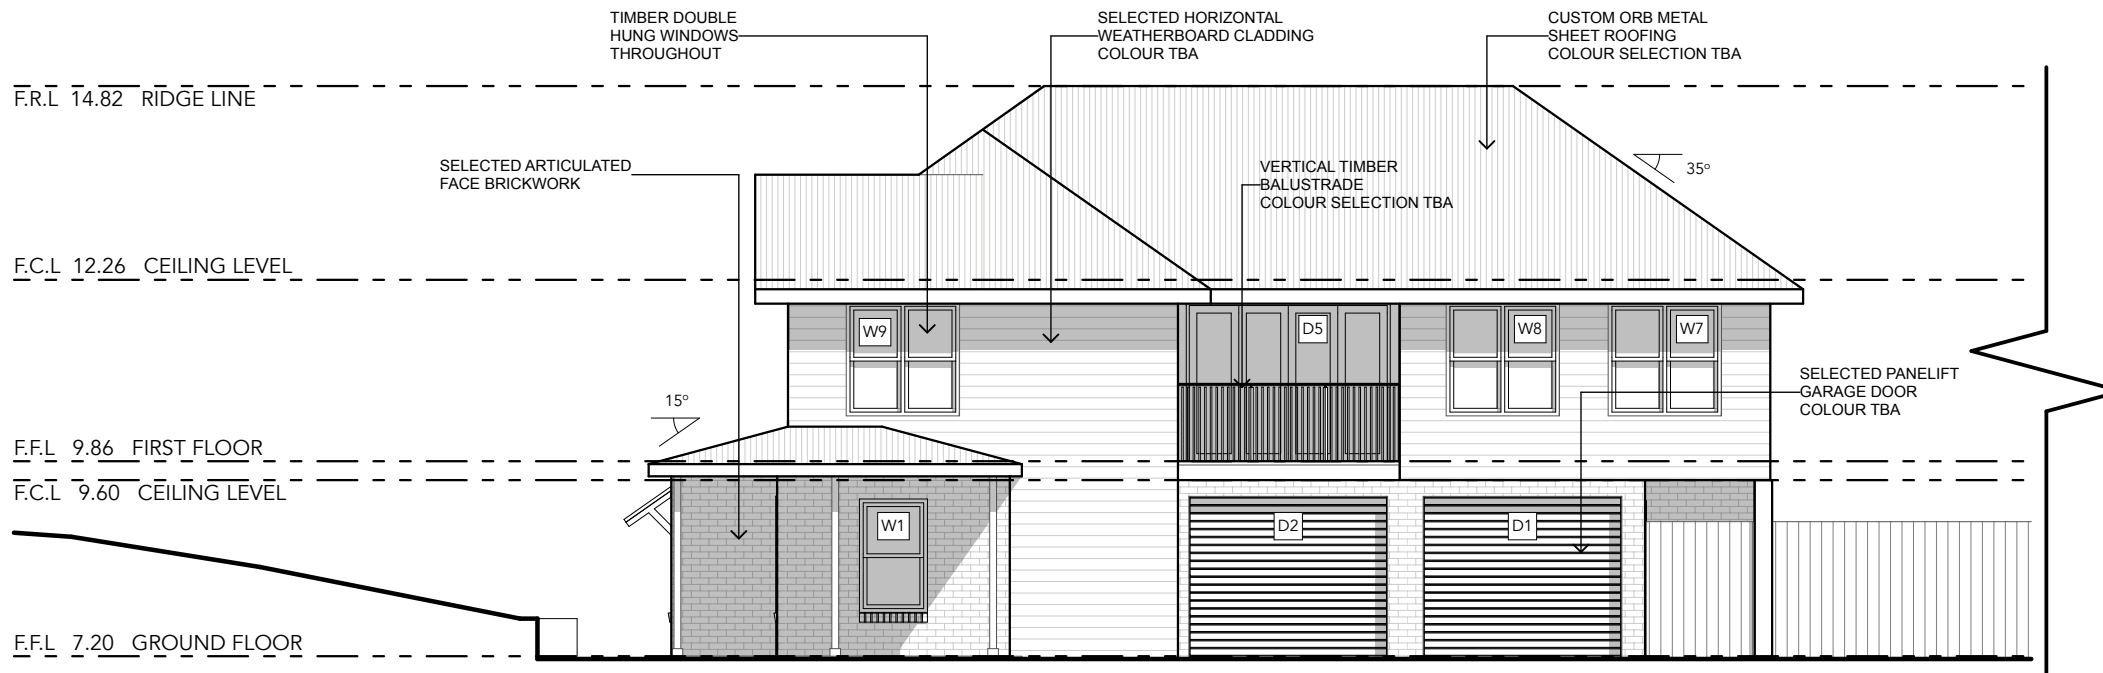 TIMBER DOUBLE
HUNG WINDOWS
THROUGHOUT
SELECTED HORIZONTAL
WEATHERBOARD CLADDING
COLOUR TBA
CUSTOM ORB METAL
SHEET ROOFING
COLOUR SELECTION TBA
F.R.L 14.82 RIDGE LINE
SELECTED ARTICULATED
FACE BRICKWORK
VERTICAL TIMBER
BALUSTRADE
COLOUR SELECTION TBA
35º
F.C.L 12.26 CEILING LEVEL
W9
D5
W8
W7
SELECTED PANELIFT
GARAGE DOOR
COLOUR TBA
15º
F.F.L 9.86 FIRST FLOOR
F.C.L 9.60 CEILING LEVEL
W1
D2
D1
F.F.L 7.20 GROUND FLOOR